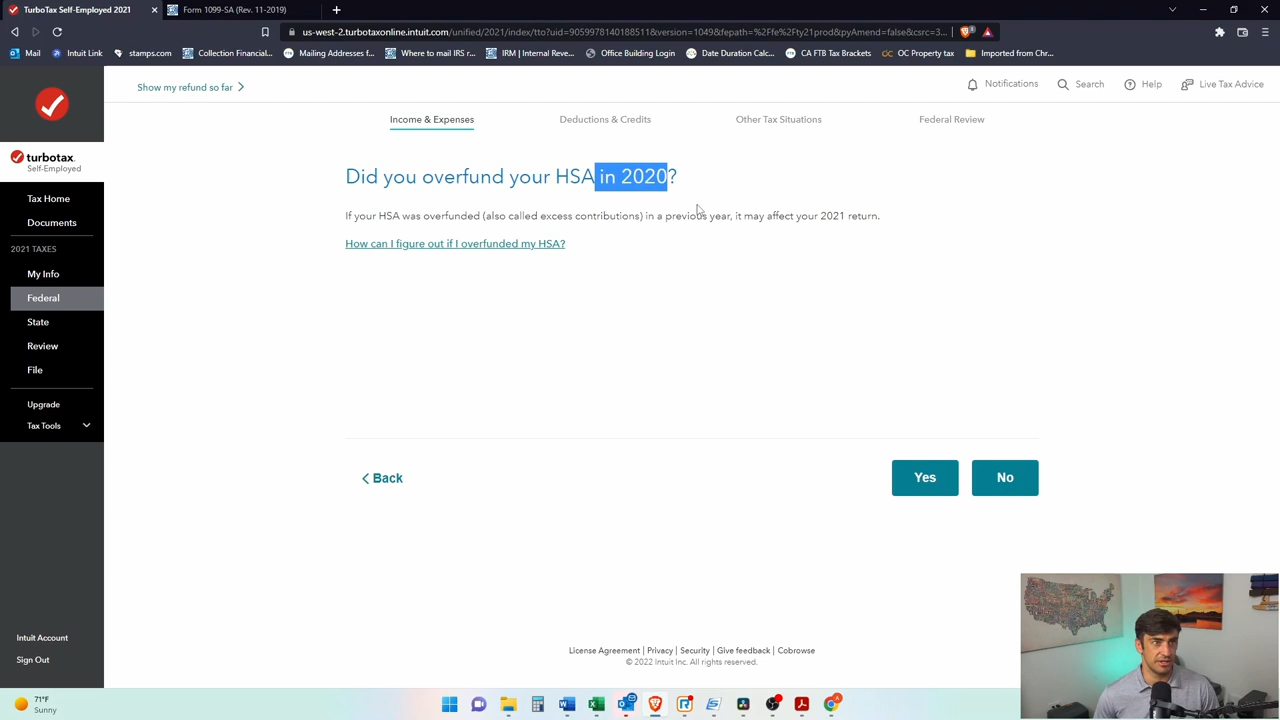 TurboTax Self-Employed 2021
Form 1099-SA (Rev. 11-2019)
us-west-2.turbotaxonline.intuit.com/unified/2021/index/tto?uid=9059978140188511&version=1049&fepath=%2Ffe%2Fty21prod&pyAmend=false&csrc=3...
Mail
Intuit Link
stamps.com
Collection Financial...
Mailing Addresses f...
Where to mail IRS r...
IRM | Internal Reve...
Office Building Login
Date Duration Calc...
CA FTB Tax Brackets
OC Property tax
Imported from Chr...
Show my refund so far
Notifications
Search
Help
Live Tax Advice
Income & Expenses
Deductions & Credits
Other Tax Situations
Federal Review
turbotax
Self-Employed
Tax Home
Documents
2021 TAXES
My Info
Federal
State
Review
File
Upgrade
Tax Tools
Intuit Account
Sign Out
Did you overfund your HSA in 2020?
If your HSA was overfunded (also called excess contributions) in a previous year, it may affect your 2021 return.
How can I figure out if I overfunded my HSA?
Back
Yes
No
License Agreement | Privacy | Security | Give feedback | Cobrowse
© 2022 Intuit Inc. All rights reserved.
71°F
Sunny